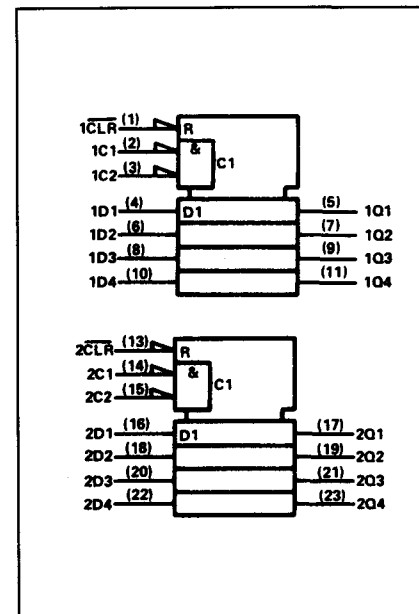 1C̅L̅R̅ (1) R
1C1 (2) &
1C2 (3) C1
1D1 (4) D1 (5) 1Q1
1D2 (6) (7) 1Q2
1D3 (8) (9) 1Q3
1D4 (10) (11) 1Q4
2C̅L̅R̅ (13) R
2C1 (14) &
2C2 (15) C1
2D1 (16) D1 (17) 2Q1
2D2 (18) (19) 2Q2
2D3 (20) (21) 2Q3
2D4 (22) (23) 2Q4